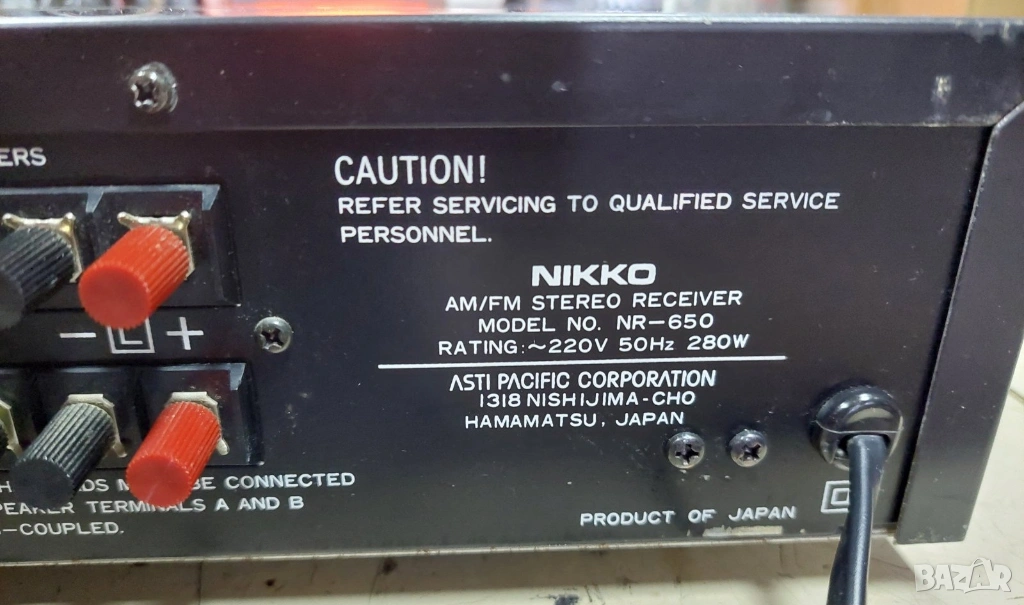 ERS
CAUTION!
REFER SERVICING TO QUALIFIED SERVICE
PERSONNEL.
NIKKO
AM/FM STEREO RECEIVER
MODEL NO. NR-650
RATING:~220V 50Hz 280W
ASTI PACIFIC CORPORATION
1318 NISHIJIMA-CHO
HAMAMATSU, JAPAN
− L +
BE CONNECTED
TERMINALS A AND B
-COUPLED.
PRODUCT OF JAPAN
BAZAR